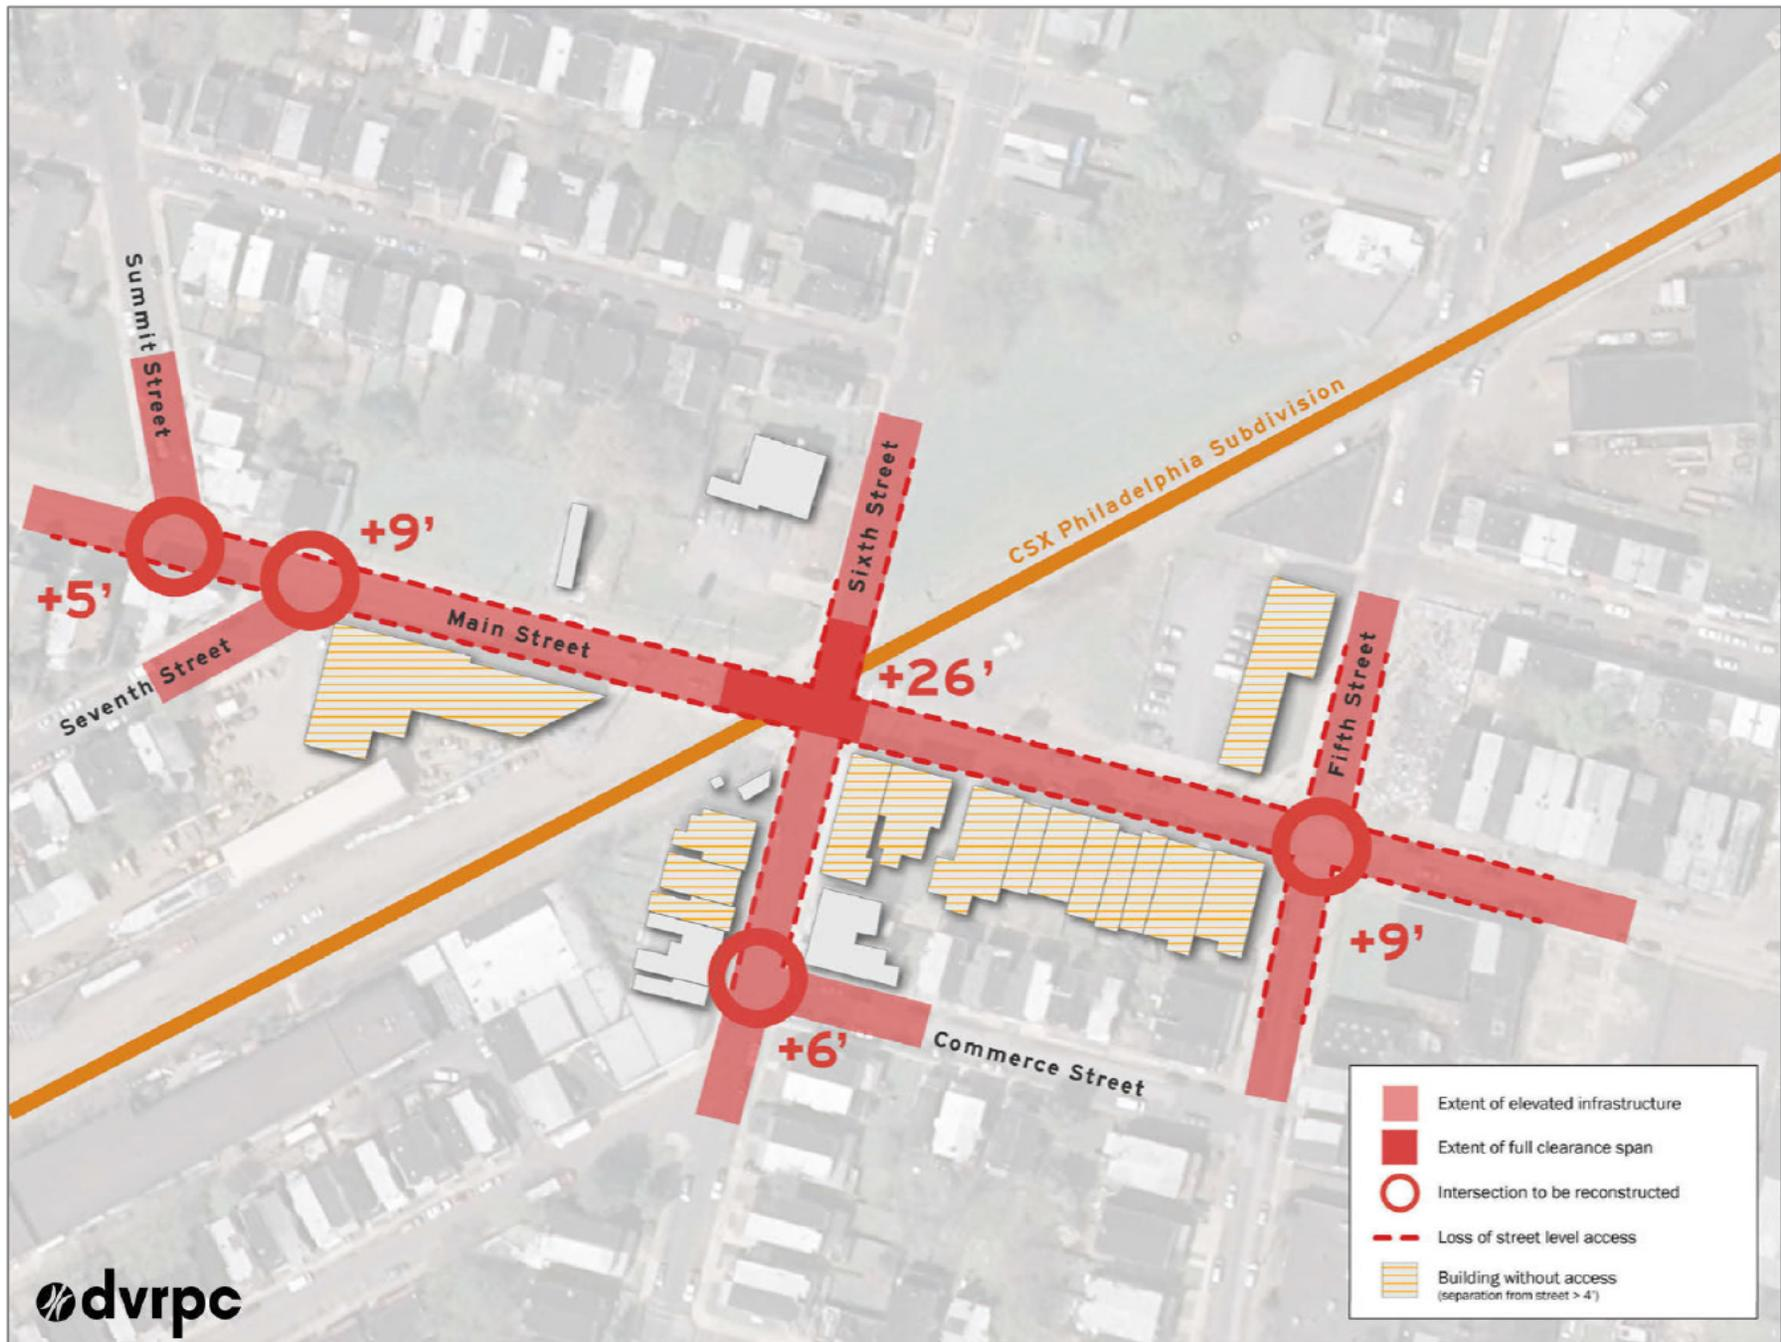 Summit Street
Sixth Street
CSX Philadelphia Subdivision
+9'
+5'
Main Street
Seventh Street
+26'
Fifth Street
+9'
+6'
Commerce Street
Extent of elevated infrastructure
Extent of full clearance span
Intersection to be reconstructed
Loss of street level access
Building without access
(separation from street > 4')
dvrpc